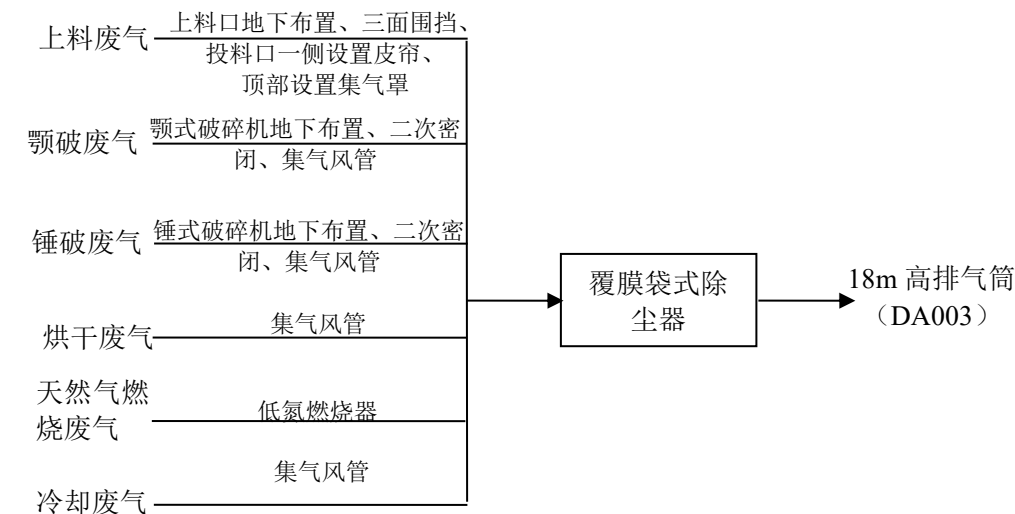 上料废气
上料口地下布置、三面围挡、
投料口一侧设置皮帘、
顶部设置集气罩
颚破废气
颚式破碎机地下布置、二次密
闭、集气风管
锤破废气
锤式破碎机地下布置、二次密
闭、集气风管
烘干废气
集气风管
天然气燃
烧废气
低氮燃烧器
冷却废气
集气风管
覆膜袋式除
尘器
18m 高排气筒
（DA003）